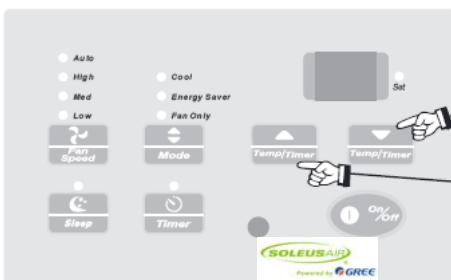 Auto
High
Med
Low
Cool
Energy Saver
Fan Only
Set
Fan
Speed
Mode
Temp/Timer
Temp/Timer
Sleep
Timer
On/Off
SOLEUSAIR
Powered by GREE